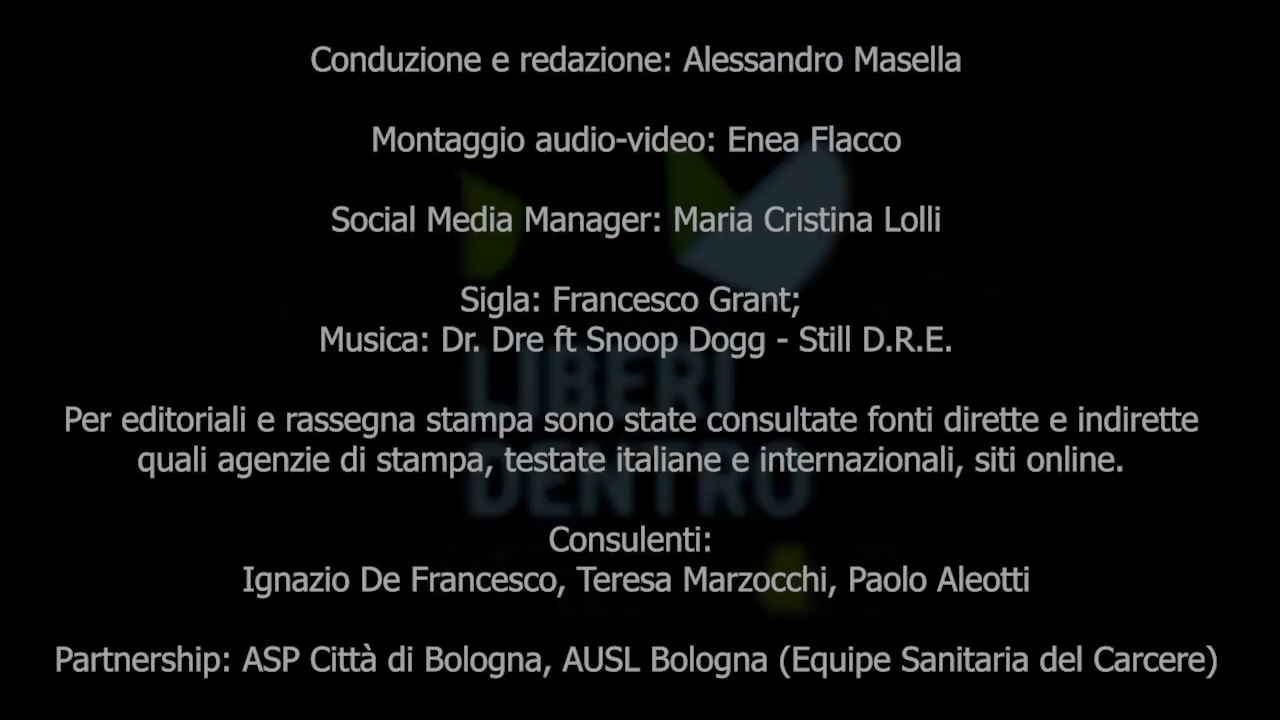 Conduzione e redazione: Alessandro Masella
Montaggio audio-video: Enea Flacco
Social Media Manager: Maria Cristina Lolli
Sigla: Francesco Grant;
Musica: Dr. Dre ft Snoop Dogg - Still D.R.E.
LIBERI
Per editoriali e rassegna stampa sono state consultate fonti dirette e indirette
quali agenzie di stampa, testate italiane e internazionali, siti online.
DENTRO
Consulenti:
Ignazio De Francesco, Teresa Marzocchi, Paolo Aleotti
Partnership: ASP Città di Bologna, AUSL Bologna (Equipe Sanitaria del Carcere)